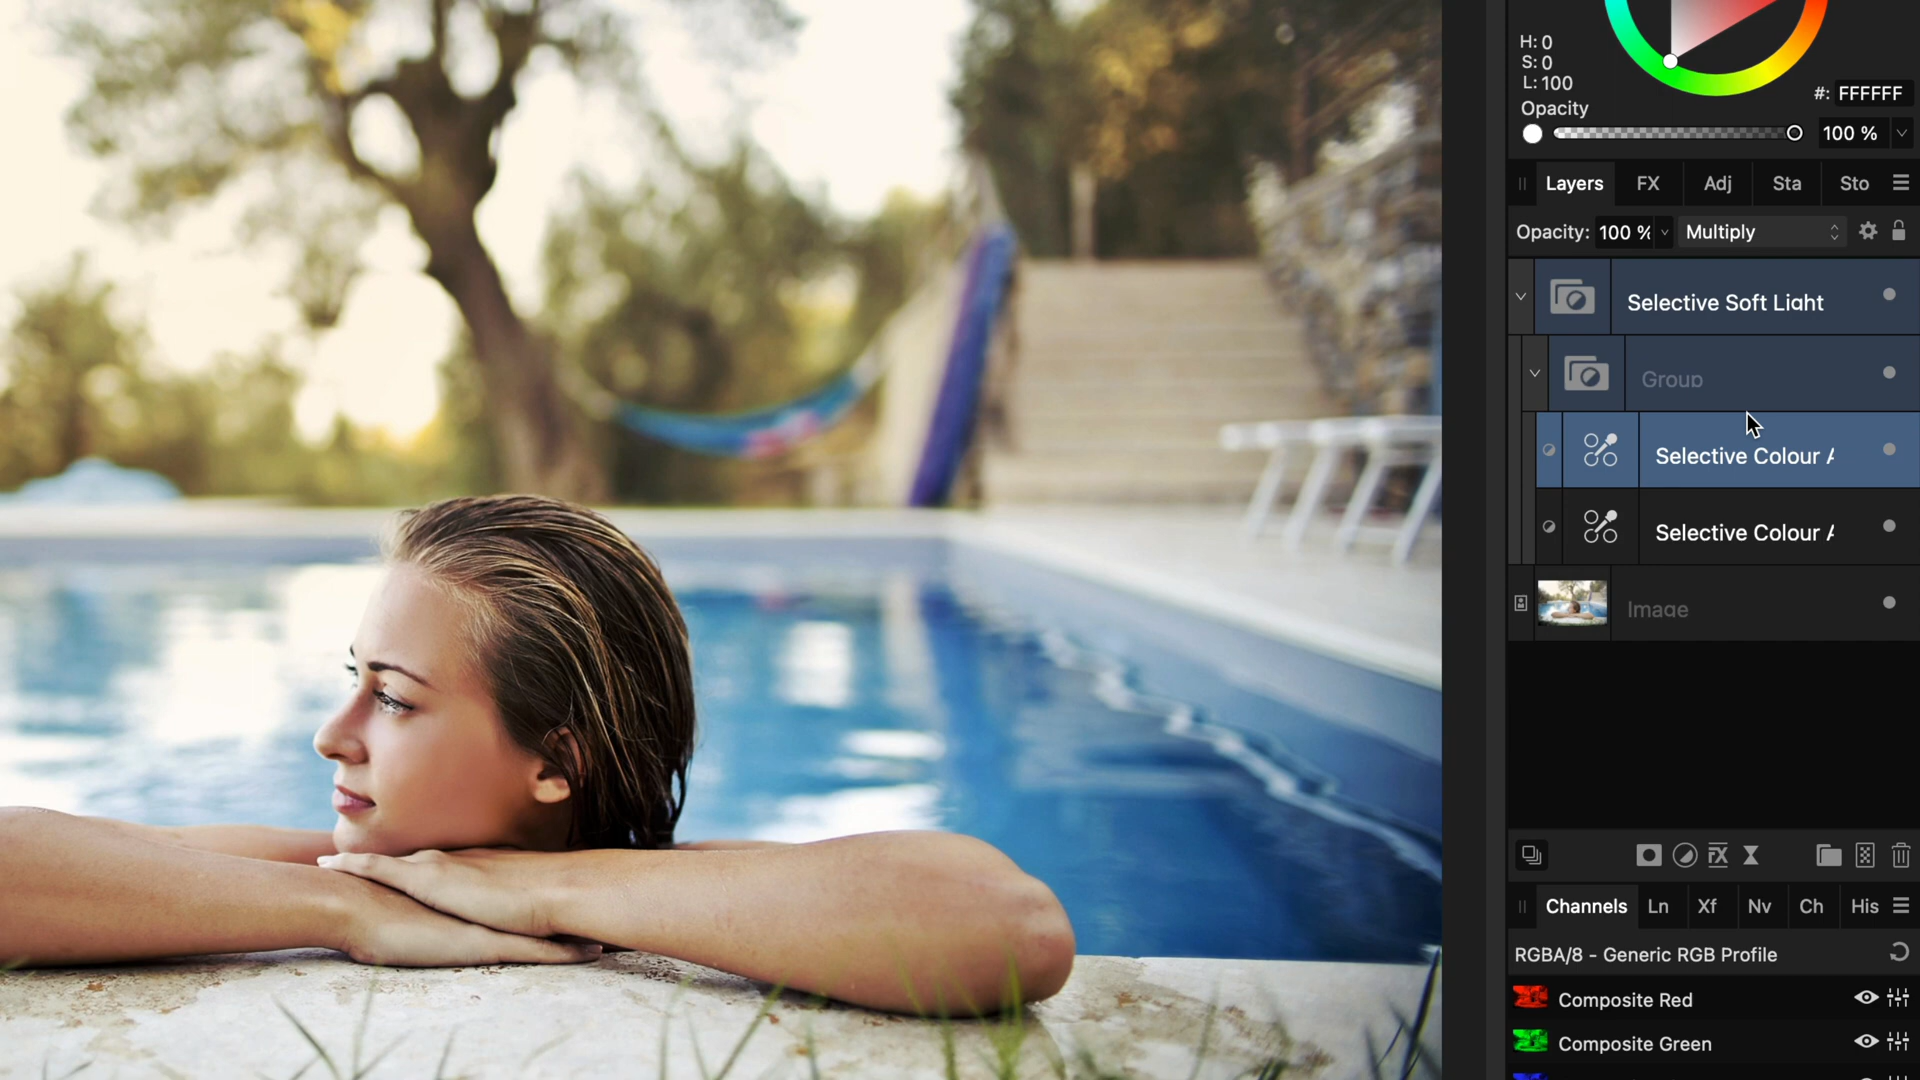 H: 0
S: 0
L: 100
#: FFFFFF
Opacity
100 %
Layers FX Adj Sta Sto
Opacity: 100 % Multiply
Selective Soft Light
Group
Selective Colour A
Selective Colour A
Image
Channels Ln Xf Nv Ch His
RGBA/8 - Generic RGB Profile
Composite Red
Composite Green